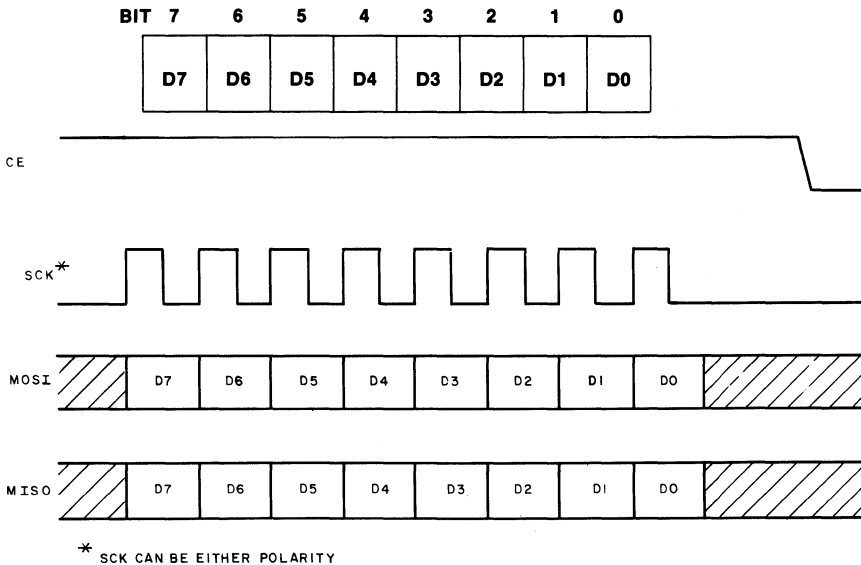 BIT 7 6 5 4 3 2 1 0
D7 D6 D5 D4 D3 D2 D1 D0
CE
SCK*
MOSI D7 D6 D5 D4 D3 D2 D1 D0
MISO D7 D6 D5 D4 D3 D2 D1 D0
* SCK CAN BE EITHER POLARITY